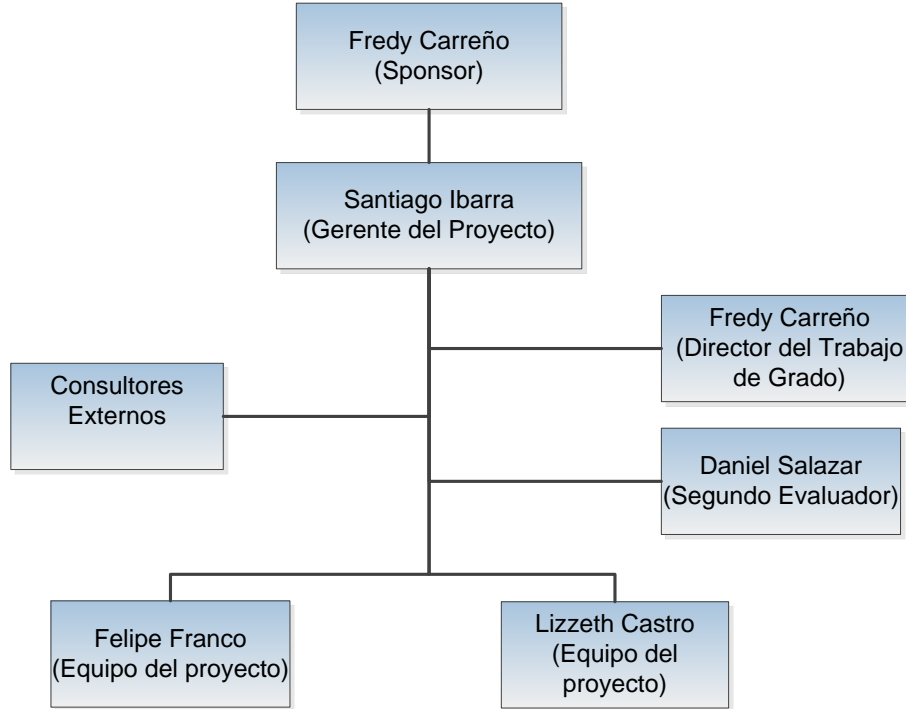 Fredy Carreño
(Sponsor)
Santiago Ibarra
(Gerente del Proyecto)
Fredy Carreño
(Director del Trabajo
de Grado)
Consultores
Externos
Daniel Salazar
(Segundo Evaluador)
Felipe Franco
(Equipo del proyecto)
Lizzeth Castro
(Equipo del
proyecto)